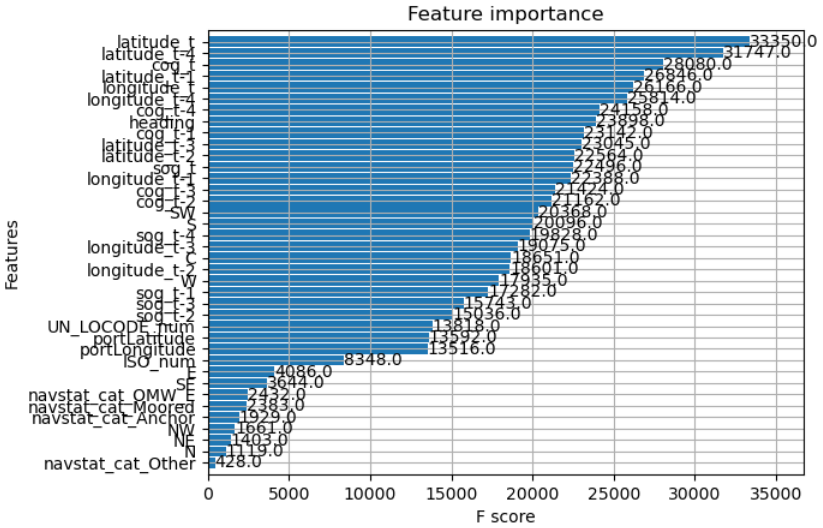 Feature importance
latitude_t 33350.0
latitude_t-4 31747.0
cog_t 28080.0
latitude_t-1 26846.0
longitude_t 26166.0
longitude_t-4 25814.0
cog_t-4 24158.0
heading 23898.0
cog_t-1 23142.0
latitude_t-3 23045.0
latitude_t-2 22564.0
sog_t 22496.0
longitude_t-1 22388.0
cog_t-3 21424.0
cog_t-2 21162.0
SW 20368.0
S 20096.0
sog_t-4 19828.0
longitude_t-3 19075.0
C 18651.0
longitude_t-2 18601.0
W 17935.0
sog_t-1 17282.0
sog_t-3 15743.0
sog_t-2 15036.0
UN_LOCODE_num 13818.0
portLatitude 13592.0
portLongitude 13516.0
ISO_num 8348.0
E 4086.0
SE 3644.0
navstat_cat_OMW_E 2432.0
navstat_cat_Moored 2383.0
navstat_cat_Anchor 1929.0
NW 1661.0
NE 1403.0
N 1119.0
navstat_cat_Other 428.0
Features
0 5000 10000 15000 20000 25000 30000 35000
F score